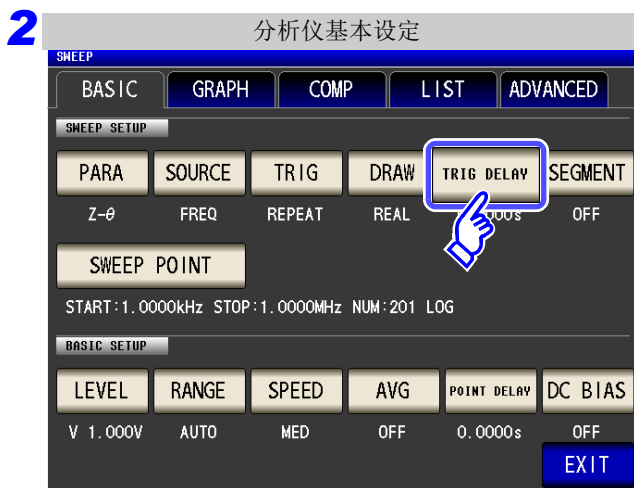 2
分析仪基本设定
SWEEP
BASIC GRAPH COMP LIST ADVANCED
SWEEP SETUP
PARA SOURCE TRIG DRAW TRIG DELAY SEGMENT
Z-θ FREQ REPEAT REAL 000s OFF
SWEEP POINT
START:1.0000kHz STOP:1.0000MHz NUM:201 LOG
BASIC SETUP
LEVEL RANGE SPEED AVG POINT DELAY DC BIAS
V 1.000V AUTO MED OFF 0.0000s OFF
EXIT